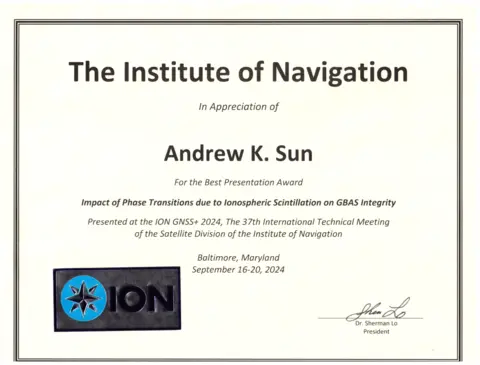 The Institute of Navigation
In Appreciation of
Andrew K. Sun
For the Best Presentation Award
Impact of Phase Transitions due to Ionospheric Scintillation on GBAS Integrity
Presented at the ION GNSS+ 2024, The 37th International Technical Meeting
of the Satellite Division of the Institute of Navigation
Baltimore, Maryland
September 16-20, 2024
ION
Sherman Lo
Dr. Sherman Lo
President